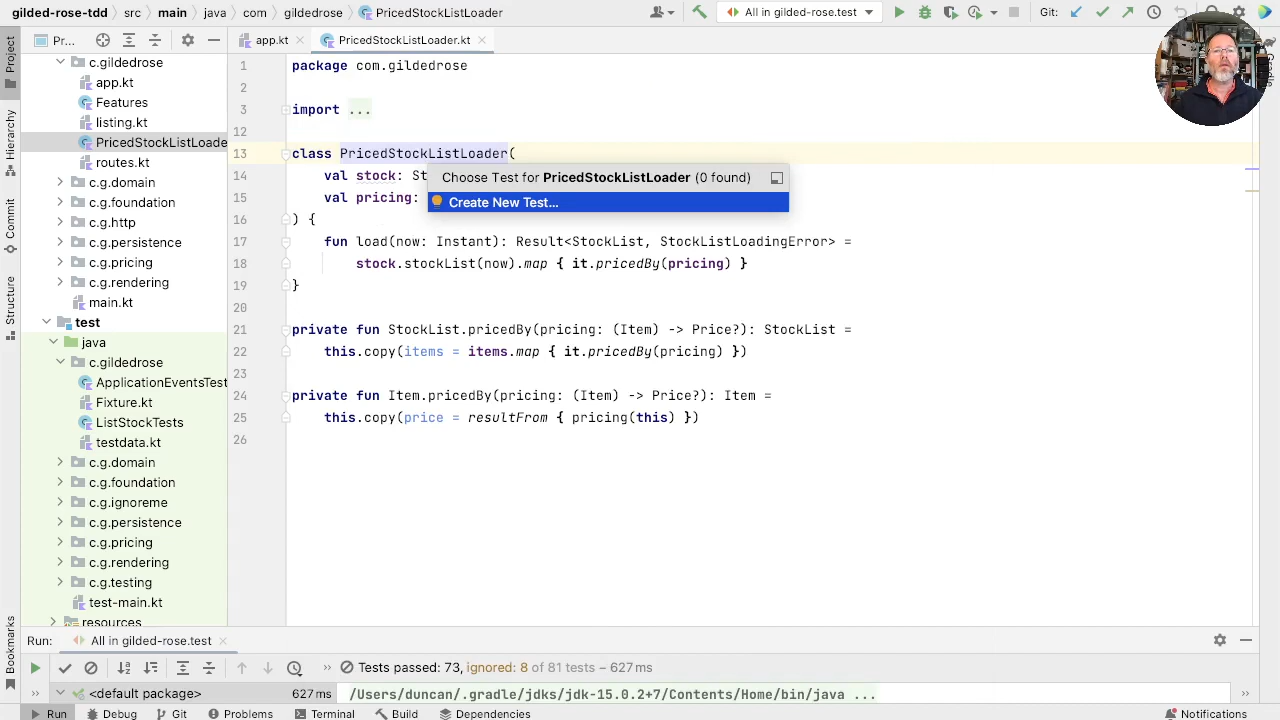 gilded-rose-tdd › src › main › java › com › gildedrose › PricedStockListLoader
All in gilded-rose.test
Git:
Project
Pr...
app.kt
PricedStockListLoader.kt
c.gildedrose
app.kt
Features
listing.kt
PricedStockListLoade
routes.kt
c.g.domain
c.g.foundation
c.g.http
c.g.persistence
c.g.pricing
c.g.rendering
main.kt
test
java
c.gildedrose
ApplicationEventsTest
Fixture.kt
ListStockTests
testdata.kt
c.g.domain
c.g.foundation
c.g.ignoreme
c.g.persistence
c.g.pricing
c.g.rendering
c.g.testing
test-main.kt
resources
Hierarchy
Commit
Structure
Bookmarks
1 package com.gildedrose
2
3 import ...
12
13 class PricedStockListLoader(
14 val stock: St
15 val pricing:
16 ) {
17 fun load(now: Instant): Result<StockList, StockListLoadingError> =
18 stock.stockList(now).map { it.pricedBy(pricing) }
19 }
20
21 private fun StockList.pricedBy(pricing: (Item) -> Price?): StockList =
22 this.copy(items = items.map { it.pricedBy(pricing) })
23
24 private fun Item.pricedBy(pricing: (Item) -> Price?): Item =
25 this.copy(price = resultFrom { pricing(this) })
26
Choose Test for PricedStockListLoader (0 found)
Create New Test...
Run: All in gilded-rose.test
Tests passed: 73, ignored: 8 of 81 tests – 627 ms
<default package> 627 ms
/Users/duncan/.gradle/jdks/jdk-15.0.2+7/Contents/Home/bin/java ...
Run Debug Git Problems Terminal Build Dependencies Notifications